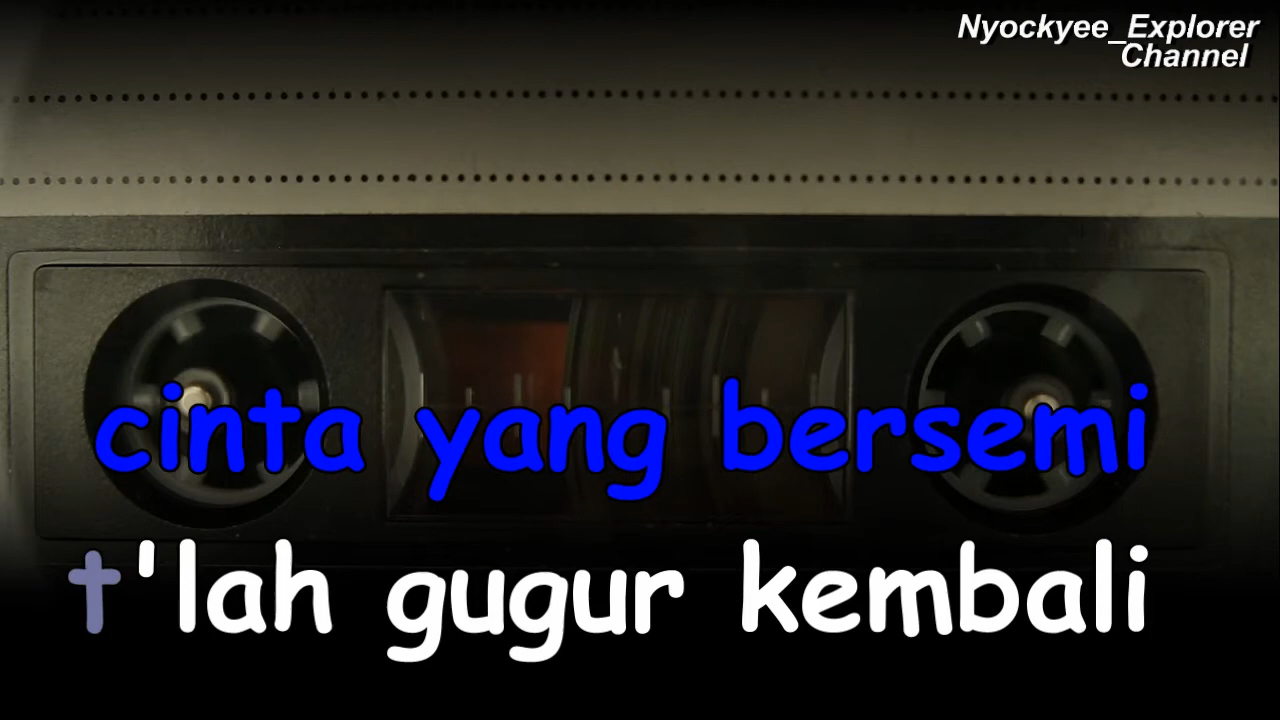 Nyockyee_Explorer
Channel
cinta yang bersemi
t'lah gugur kembali